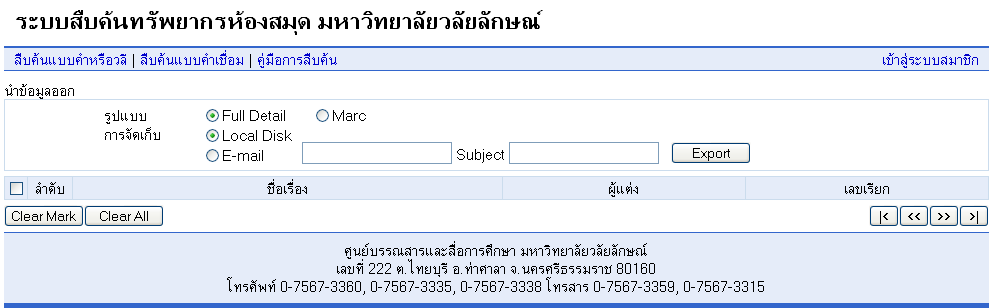 ระบบสืบค้นทรัพยากรห้องสมุด มหาวิทยาลัยวลัยลักษณ์
สืบค้นแบบคำหรือวลี | สืบค้นแบบคำเชื่อม | คู่มือการสืบค้น เข้าสู่ระบบสมาชิก
นำข้อมูลออก
รูปแบบ Full Detail Marc
การจัดเก็บ Local Disk
E-mail Subject Export
ลำดับ ชื่อเรื่อง ผู้แต่ง เลขเรียก
Clear Mark Clear All |< << >> >|
ศูนย์บรรณสารและสื่อการศึกษา มหาวิทยาลัยวลัยลักษณ์
เลขที่ 222 ต.ไทยบุรี อ.ท่าศาลา จ.นครศรีธรรมราช 80160
โทรศัพท์ 0-7567-3360, 0-7567-3335, 0-7567-3338 โทรสาร 0-7567-3359, 0-7567-3315